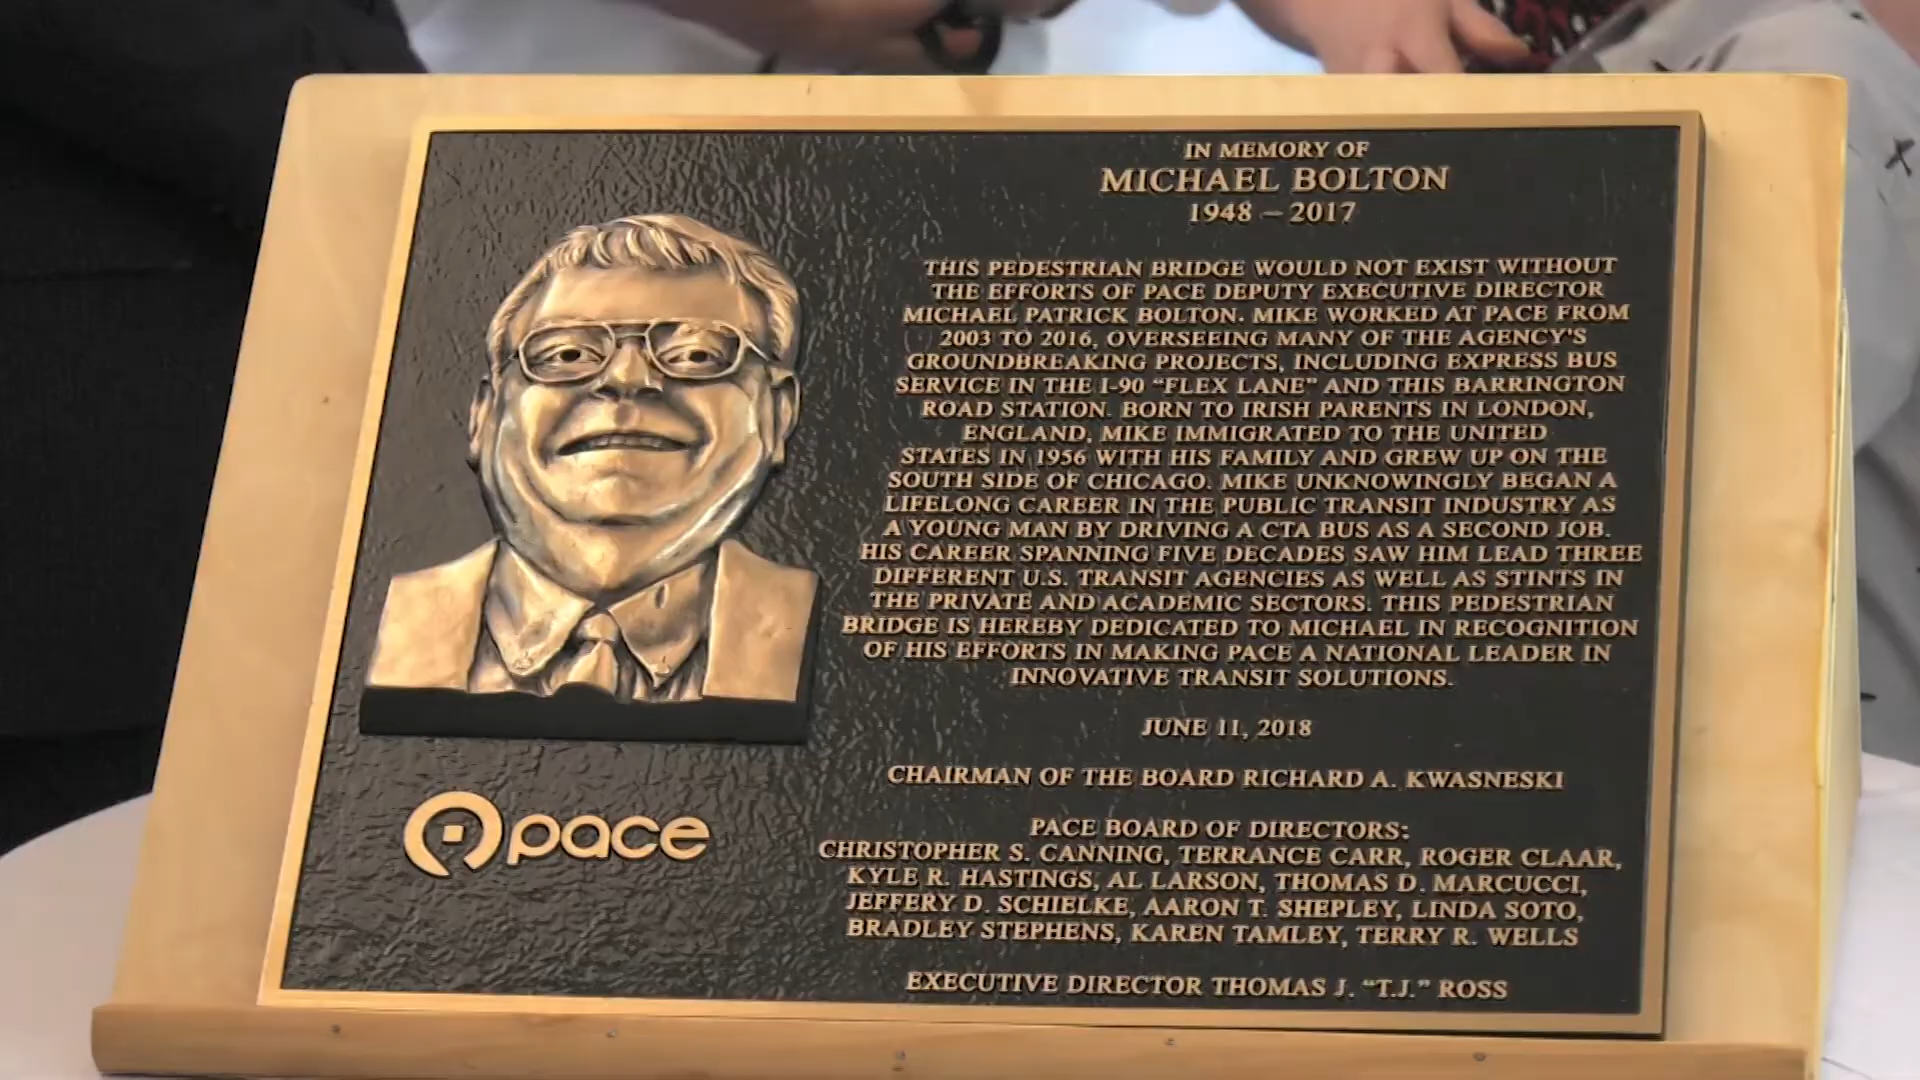 IN MEMORY OF
MICHAEL BOLTON
1948 – 2017
THIS PEDESTRIAN BRIDGE WOULD NOT EXIST WITHOUT
THE EFFORTS OF PACE DEPUTY EXECUTIVE DIRECTOR
MICHAEL PATRICK BOLTON. MIKE WORKED AT PACE FROM
2003 TO 2016, OVERSEEING MANY OF THE AGENCY'S
GROUNDBREAKING PROJECTS, INCLUDING EXPRESS BUS
SERVICE IN THE I-90 “FLEX LANE” AND THIS BARRINGTON
ROAD STATION. BORN TO IRISH PARENTS IN LONDON,
ENGLAND, MIKE IMMIGRATED TO THE UNITED
STATES IN 1956 WITH HIS FAMILY AND GREW UP ON THE
SOUTH SIDE OF CHICAGO. MIKE UNKNOWINGLY BEGAN A
LIFELONG CAREER IN THE PUBLIC TRANSIT INDUSTRY AS
A YOUNG MAN BY DRIVING A CTA BUS AS A SECOND JOB.
HIS CAREER SPANNING FIVE DECADES SAW HIM LEAD THREE
DIFFERENT U.S. TRANSIT AGENCIES AS WELL AS STINTS IN
THE PRIVATE AND ACADEMIC SECTORS. THIS PEDESTRIAN
BRIDGE IS HEREBY DEDICATED TO MICHAEL IN RECOGNITION
OF HIS EFFORTS IN MAKING PACE A NATIONAL LEADER IN
INNOVATIVE TRANSIT SOLUTIONS.
JUNE 11, 2018
CHAIRMAN OF THE BOARD RICHARD A. KWASNESKI
PACE BOARD OF DIRECTORS:
CHRISTOPHER S. CANNING, TERRANCE CARR, ROGER CLAAR,
KYLE R. HASTINGS, AL LARSON, THOMAS D. MARCUCCI,
JEFFERY D. SCHIELKE, AARON T. SHEPLEY, LINDA SOTO,
BRADLEY STEPHENS, KAREN TAMLEY, TERRY R. WELLS
EXECUTIVE DIRECTOR THOMAS J. “T.J.” ROSS
pace